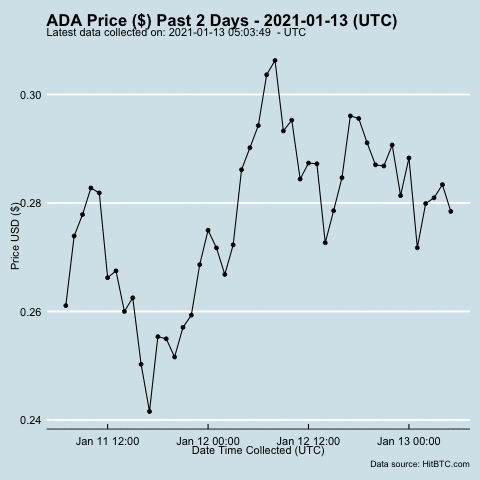 ADA Price ($) Past 2 Days - 2021-01-13 (UTC)
Latest data collected on: 2021-01-13 05:03:49  - UTC
0.30
0.28
0.26
0.24
Price USD ($)
Jan 11 12:00
Jan 12 00:00
Jan 12 12:00
Jan 13 00:00
Date Time Collected (UTC)
Data source: HitBTC.com